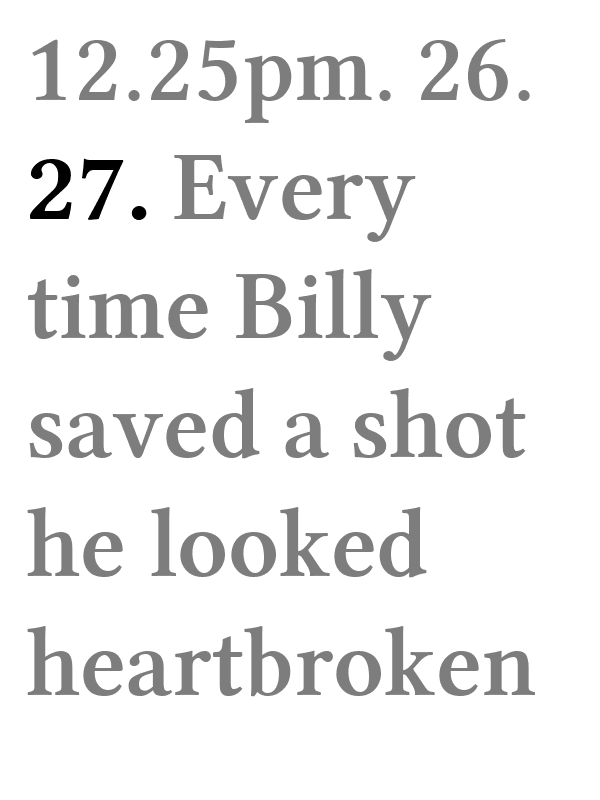 12.25pm. 26.
27. Every
time Billy
saved a shot
he looked
heartbroken